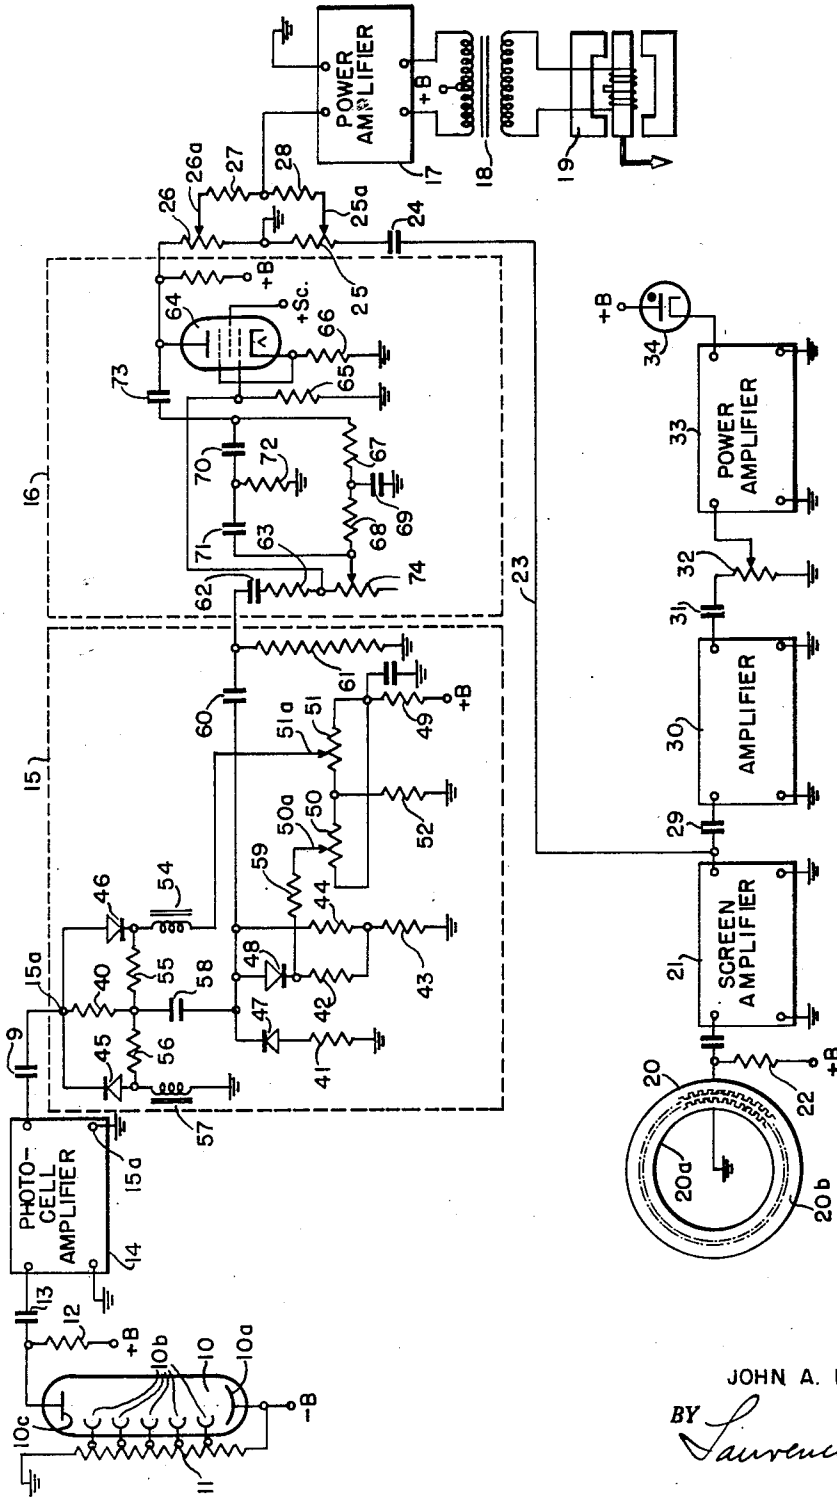 10c
10b
10
10a
11
-B
12
+B
13
PHOTO-
CELL
AMPLIFIER
14
15a
9
15
15a
45
40
46
56
55
54
57
58
47
48
41
42
44
43
59
50a
50
51a
51
52
49
+B
60
61
16
62
63
74
71
70
72
68
69
67
73
64
+Sc.
65
66
+B
26
26a
27
28
25
25a
24
POWER
AMPLIFIER
17
+B
18
19
20
20a
20b
22
+B
21
SCREEN
AMPLIFIER
23
29
30
AMPLIFIER
31
32
33
POWER
AMPLIFIER
34
+B
JOHN A.
BY